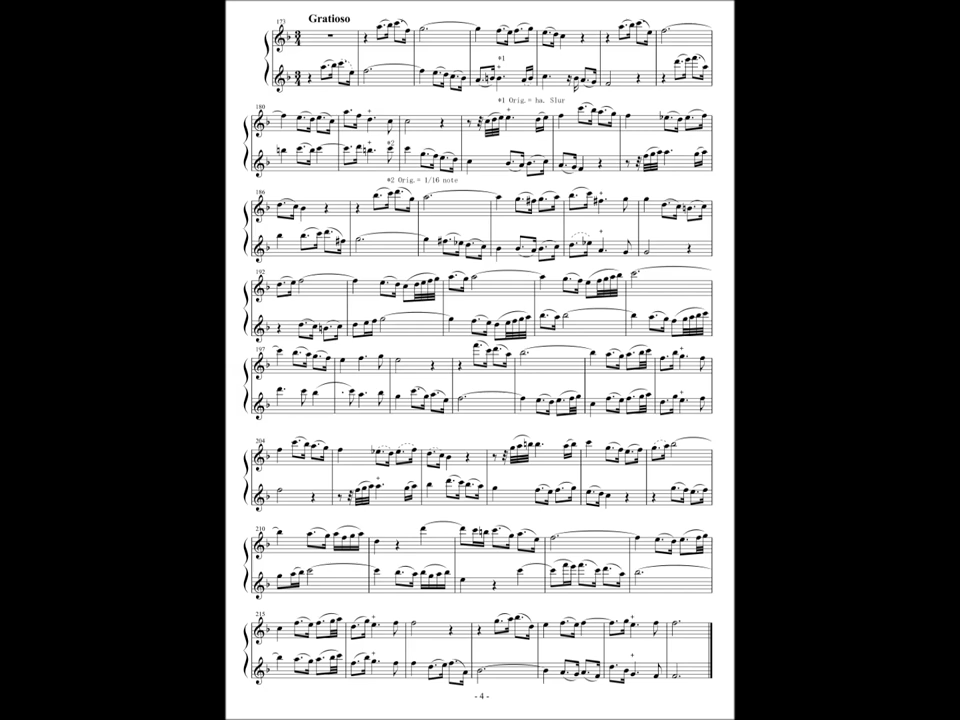 Gratioso
173
*1
*1 Orig.= ha. Slur
180
*2
*2 Orig.= 1/16 note
186
192
197
204
210
215
- 4 -